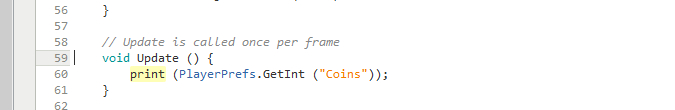 56 }
57
58 // Update is called once per frame
59 void Update () {
60 print (PlayerPrefs.GetInt ("Coins"));
61 }
62